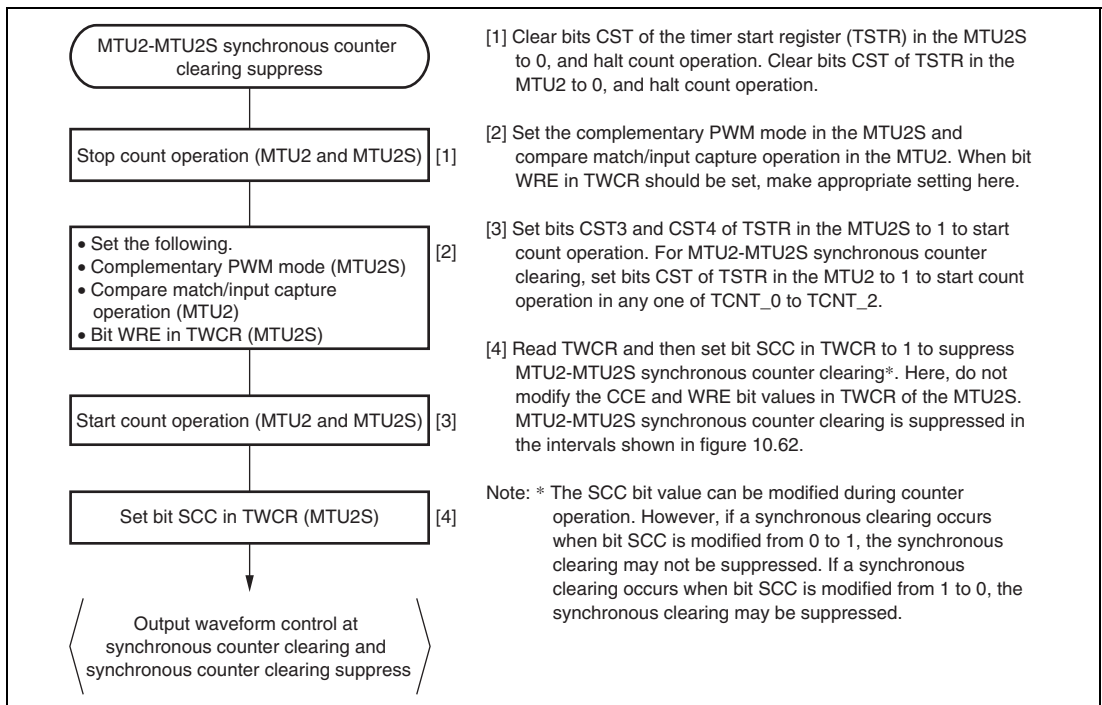 MTU2-MTU2S synchronous counter
clearing suppress
Stop count operation (MTU2 and MTU2S)
[1]
• Set the following.
• Complementary PWM mode (MTU2S)
• Compare match/input capture
operation (MTU2)
• Bit WRE in TWCR (MTU2S)
[2]
Start count operation (MTU2 and MTU2S)
[3]
Set bit SCC in TWCR (MTU2S)
[4]
Output waveform control at
synchronous counter clearing and
synchronous counter clearing suppress
[1] Clear bits CST of the timer start register (TSTR) in the MTU2S
to 0, and halt count operation. Clear bits CST of TSTR in the
MTU2 to 0, and halt count operation.
[2] Set the complementary PWM mode in the MTU2S and
compare match/input capture operation in the MTU2. When bit
WRE in TWCR should be set, make appropriate setting here.
[3] Set bits CST3 and CST4 of TSTR in the MTU2S to 1 to start
count operation. For MTU2-MTU2S synchronous counter
clearing, set bits CST of TSTR in the MTU2 to 1 to start count
operation in any one of TCNT_0 to TCNT_2.
[4] Read TWCR and then set bit SCC in TWCR to 1 to suppress
MTU2-MTU2S synchronous counter clearing*. Here, do not
modify the CCE and WRE bit values in TWCR of the MTU2S.
MTU2-MTU2S synchronous counter clearing is suppressed in
the intervals shown in figure 10.62.
Note: * The SCC bit value can be modified during counter
operation. However, if a synchronous clearing occurs
when bit SCC is modified from 0 to 1, the synchronous
clearing may not be suppressed. If a synchronous
clearing occurs when bit SCC is modified from 1 to 0, the
synchronous clearing may be suppressed.